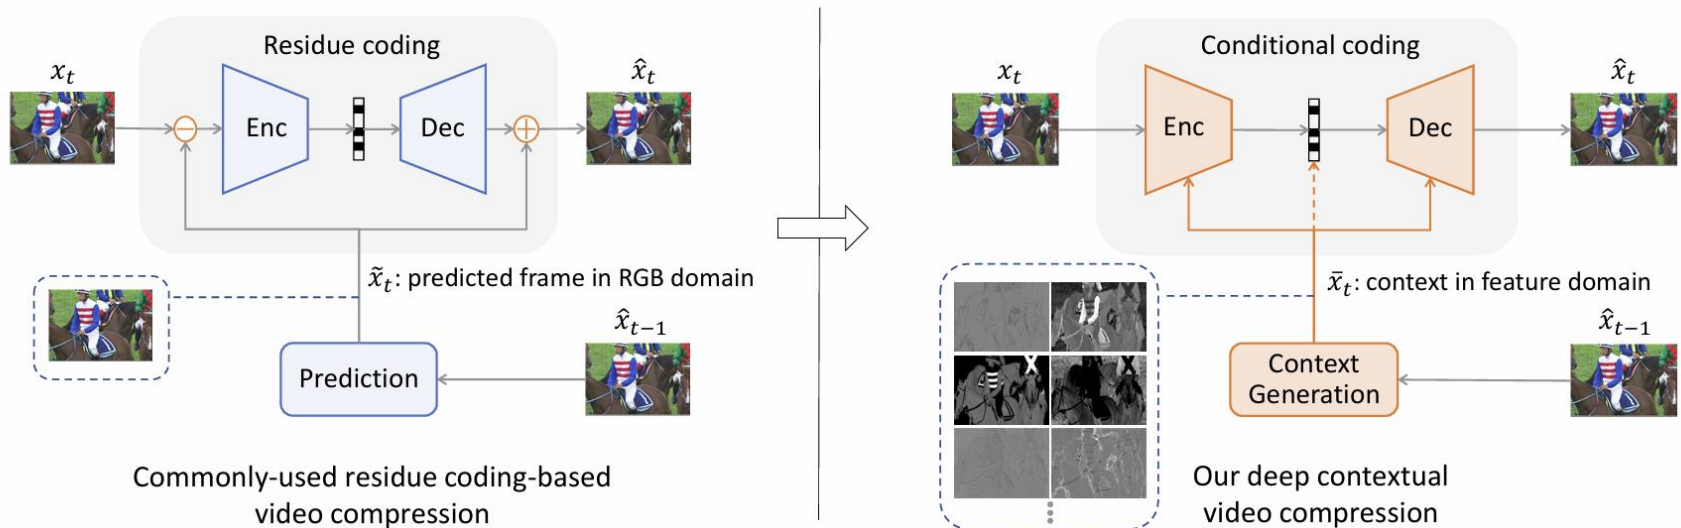 Residue coding
x_t
x̂_t
Enc
Dec
x̃_t: predicted frame in RGB domain
x̂_{t−1}
Prediction
Commonly-used residue coding-based
video compression
Conditional coding
x_t
x̂_t
Enc
Dec
x̄_t: context in feature domain
x̂_{t−1}
Context
Generation
Our deep contextual
video compression